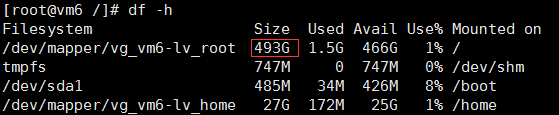 [root@vm6 /]# df -h
Filesystem            Size  Used Avail Use% Mounted on
/dev/mapper/vg_vm6-lv_root  493G  1.5G  466G   1% /
tmpfs                 747M     0  747M   0% /dev/shm
/dev/sda1             485M   34M  426M   8% /boot
/dev/mapper/vg_vm6-lv_home   27G  172M   25G   1% /home